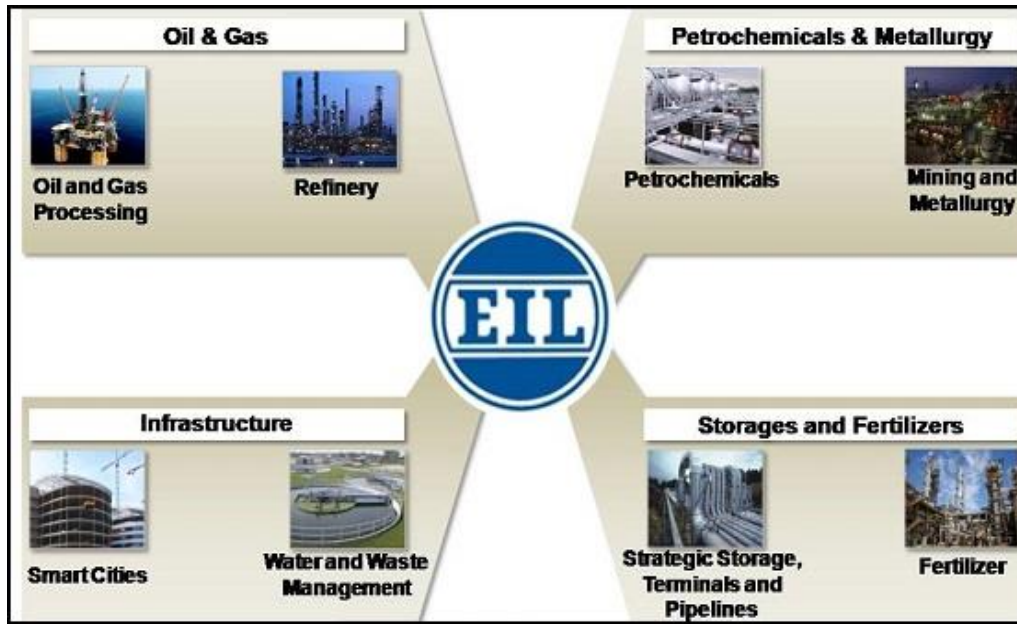 Oil & Gas
Oil and Gas
Processing
Refinery
Petrochemicals & Metallurgy
Petrochemicals
Mining and
Metallurgy
EIL
Infrastructure
Smart Cities
Water and Waste
Management
Storages and Fertilizers
Strategic Storage,
Terminals and
Pipelines
Fertilizer